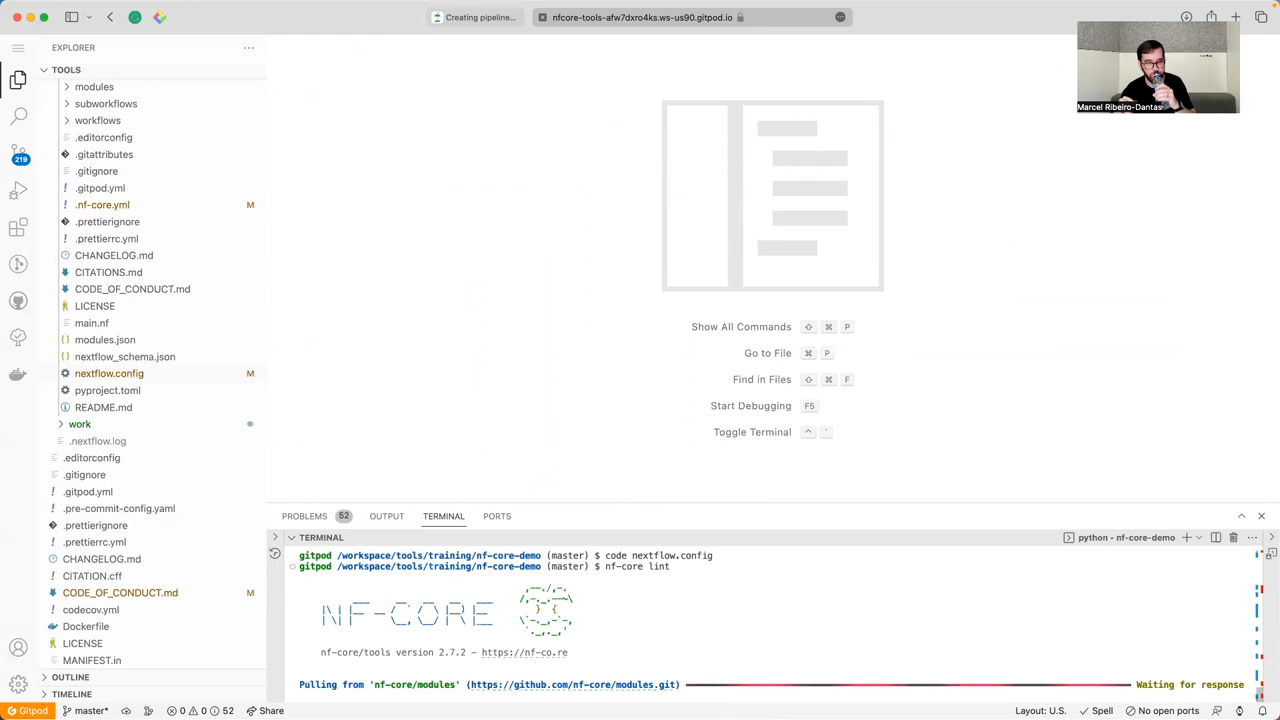 Creating pipeline...
nfcore-tools-afw7dxro4ks.ws-us90.gitpod.io
Marcel Ribeiro-Dantas
EXPLORER
TOOLS
modules
subworkflows
workflows
.editorconfig
.gitattributes
.gitignore
.gitpod.yml
.nf-core.yml M
.prettierignore
.prettierrc.yml
CHANGELOG.md
CITATIONS.md
CODE_OF_CONDUCT.md
LICENSE
main.nf
modules.json
nextflow_schema.json
nextflow.config M
pyproject.toml
README.md
work
.nextflow.log
.editorconfig
.gitignore
.gitpod.yml
.pre-commit-config.yaml
.prettierignore
.prettierrc.yml
CHANGELOG.md
CITATION.cff
CODE_OF_CONDUCT.md M
codecov.yml
Dockerfile
LICENSE
MANIFEST.in
OUTLINE
TIMELINE
219
Show All Commands ⇧ ⌘ P
Go to File ⌘ P
Find in Files ⇧ ⌘ F
Start Debugging F5
Toggle Terminal ^ `
PROBLEMS 52 OUTPUT TERMINAL PORTS
TERMINAL
python - nf-core-demo
gitpod /workspace/tools/training/nf-core-demo (master) $ code nextflow.config
gitpod /workspace/tools/training/nf-core-demo (master) $ nf-core lint
NF-CORE
nf-core/tools version 2.7.2 - https://nf-co.re
Pulling from 'nf-core/modules' (https://github.com/nf-core/modules.git) Waiting for response
Gitpod master* 0 0 52 Share Layout: U.S. Spell No open ports